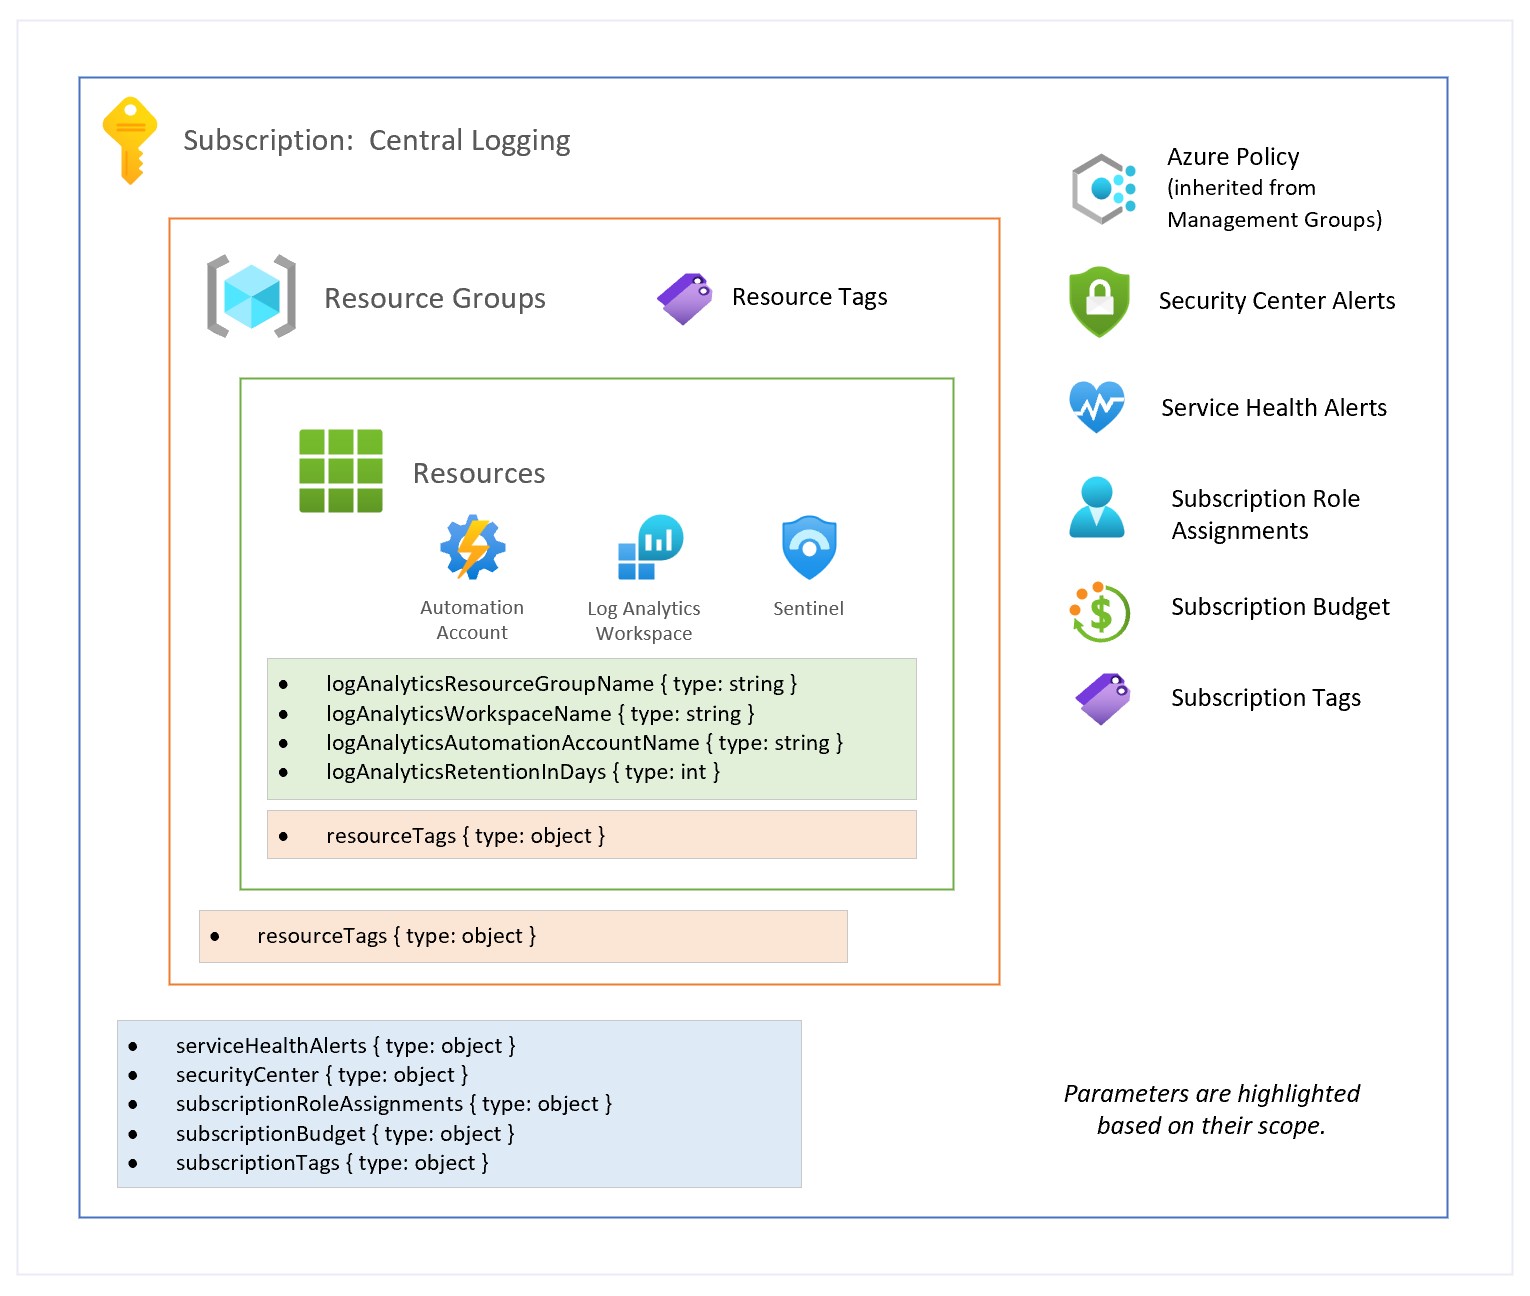 Subscription:  Central Logging
Azure Policy
(inherited from
Management Groups)
Resource Groups
Resource Tags
Security Center Alerts
Service Health Alerts
Resources
Subscription Role
Assignments
Automation
Account
Log Analytics
Workspace
Sentinel
Subscription Budget
Subscription Tags
● logAnalyticsResourceGroupName { type: string }
● logAnalyticsWorkspaceName { type: string }
● logAnalyticsAutomationAccountName { type: string }
● logAnalyticsRetentionInDays { type: int }
● resourceTags { type: object }
● resourceTags { type: object }
● serviceHealthAlerts { type: object }
● securityCenter { type: object }
● subscriptionRoleAssignments { type: object }
● subscriptionBudget { type: object }
● subscriptionTags { type: object }
Parameters are highlighted
based on their scope.